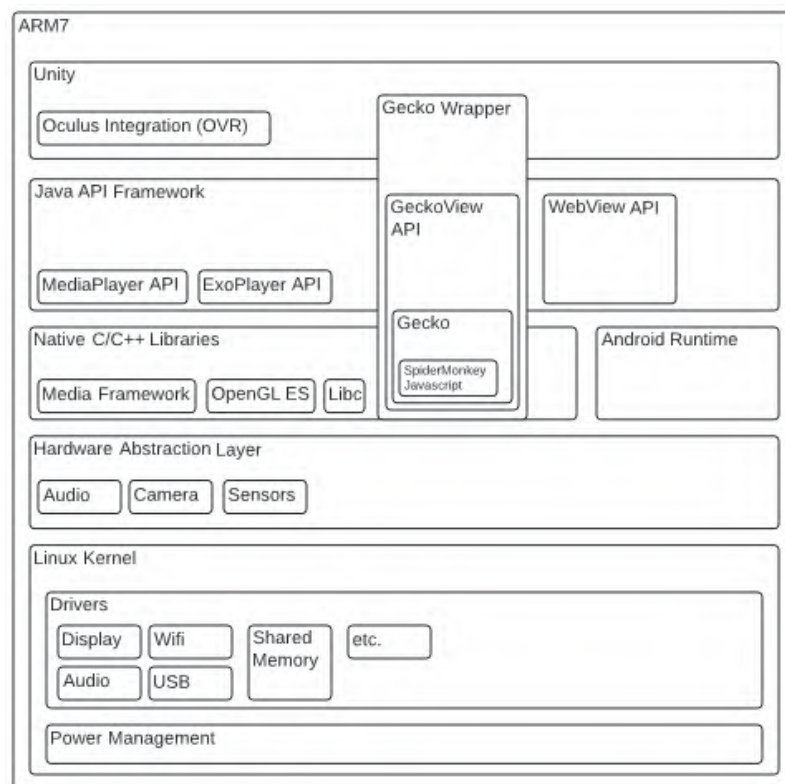 ARM7
Unity
Oculus Integration (OVR)
Gecko Wrapper
Java API Framework
GeckoView
API
WebView API
MediaPlayer API
ExoPlayer API
Gecko
SpiderMonkey
Javascript
Native C/C++ Libraries
Android Runtime
Media Framework
OpenGL ES
Libc
Hardware Abstraction Layer
Audio
Camera
Sensors
Linux Kernel
Drivers
Display
Wifi
Shared
Memory
etc.
Audio
USB
Power Management